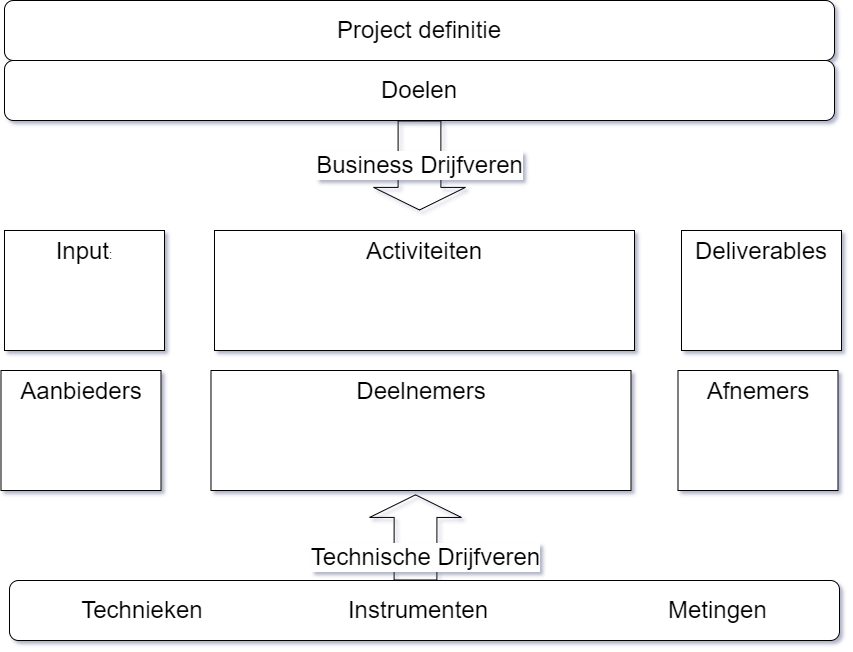 Project definitie
Doelen
Business Drijfveren
Input:
Activiteiten
Deliverables
Aanbieders
Deelnemers
Afnemers
Technische Drijfveren
Technieken
Instrumenten
Metingen